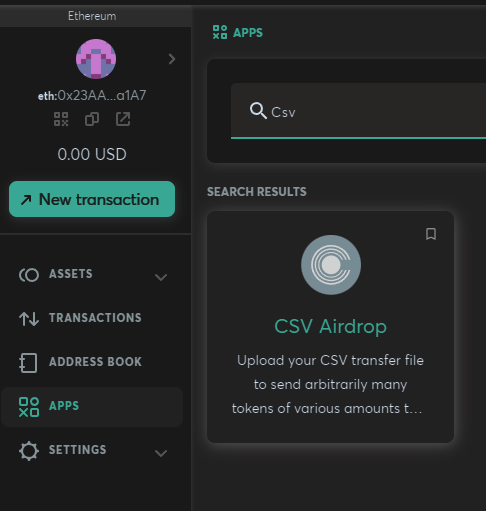 Ethereum
eth:0x23AA...a1A7
0.00 USD
New transaction
ASSETS
TRANSACTIONS
ADDRESS BOOK
APPS
SETTINGS
APPS
Csv
SEARCH RESULTS
CSV Airdrop
Upload your CSV transfer file
to send arbitrarily many
tokens of various amounts t...